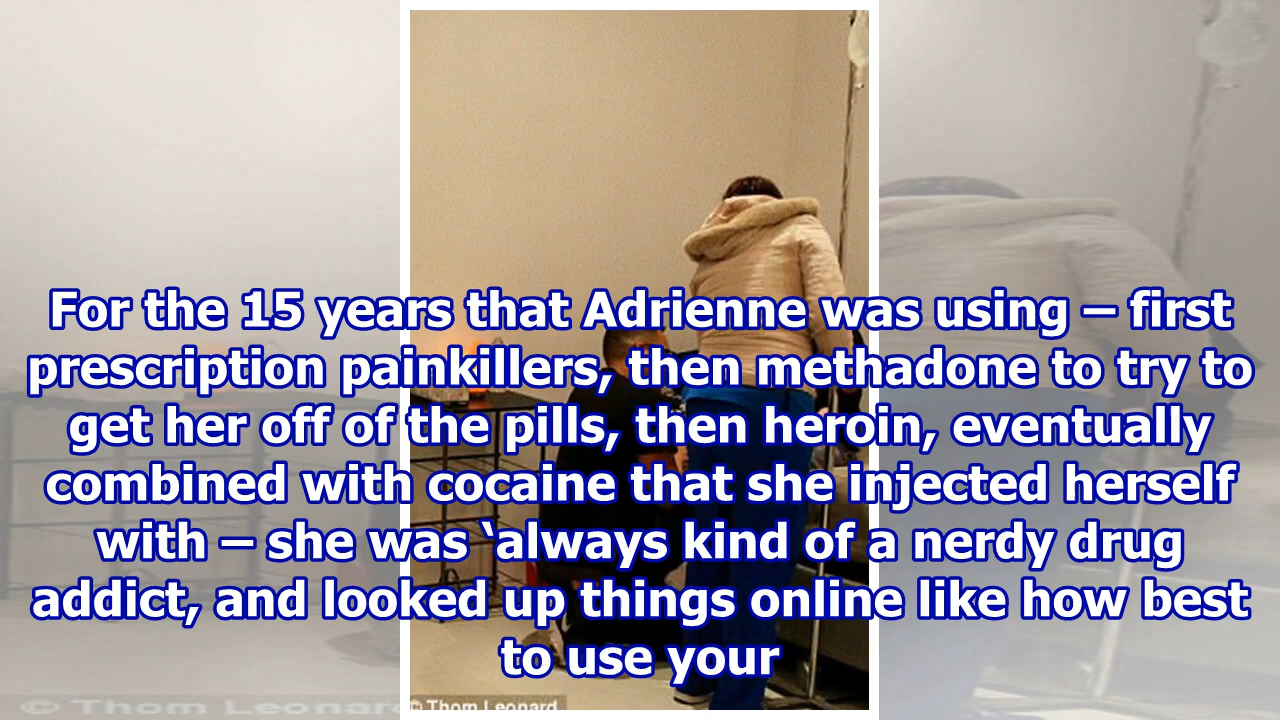 For the 15 years that Adrienne was using – first
prescription painkillers, then methadone to try to
get her off of the pills, then heroin, eventually
combined with cocaine that she injected herself
with – she was ‘always kind of a nerdy drug
addict, and looked up things online like how best
to use your
© Thom Leonard
© Thom Leonard